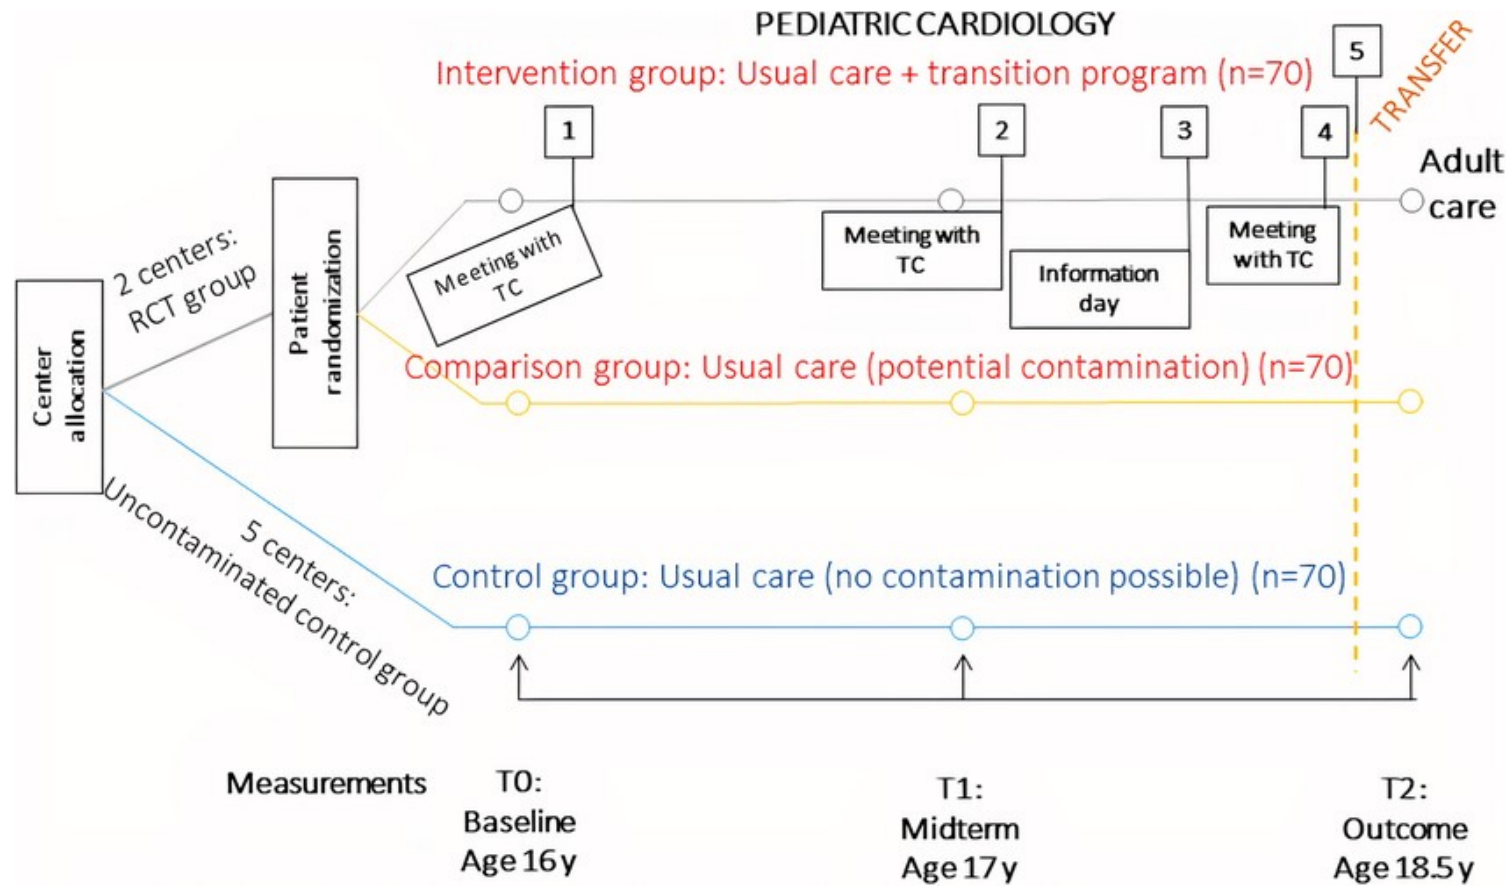 PEDIATRIC CARDIOLOGY
Intervention group: Usual care + transition program (n=70)
5
TRANSFER
1
2
3
4
Adult
care
Meeting with
TC
Meeting with
TC
Information
day
Meeting
with TC
2 centers:
RCT group
Patient
randomization
Center
allocation
Comparison group: Usual care (potential contamination) (n=70)
5 centers:
Uncontaminated control group
Control group: Usual care (no contamination possible) (n=70)
Measurements
T0:
Baseline
Age 16 y
T1:
Midterm
Age 17 y
T2:
Outcome
Age 18.5 y